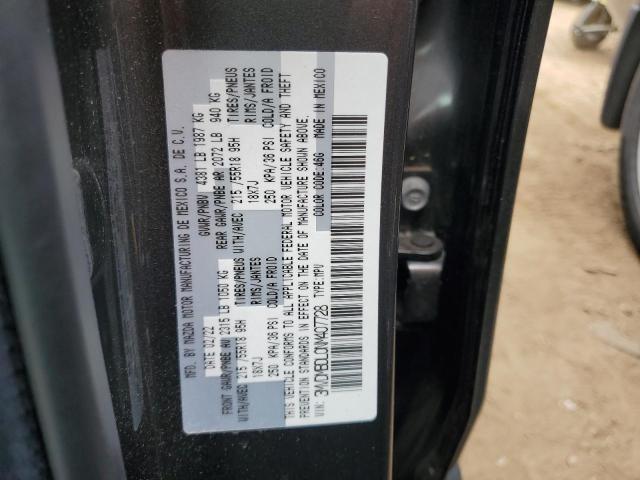 MFD. BY MAZDA MOTOR MANUFACTURING DE MEXICO S.A. DE C.V.
DATE 02/22 GVWR/PNBV 4381 LB 1987 KG
FRONT GAWR/PNBE AV 2315 LB 1050 KG REAR GAWR/PNBE AR 2072 LB 940 KG
WITH/AVEC 215/55R18 95H TIRES/PNEUS WITH/AVEC 215/55R18 95H TIRES/PNEUS
18X7J RIMS/JANTES 18X7J RIMS/JANTES
250 KPA/36 PSI COLD/A FROID 250 KPA/36 PSI COLD/A FROID
THIS VEHICLE CONFORMS TO ALL APPLICABLE FEDERAL MOTOR VEHICLE SAFETY AND THEFT
PREVENTION STANDARDS IN EFFECT ON THE DATE OF MANUFACTURE SHOWN ABOVE.
VIN: TYPE:MPV COLOR CODE:46G MADE IN MEXICO